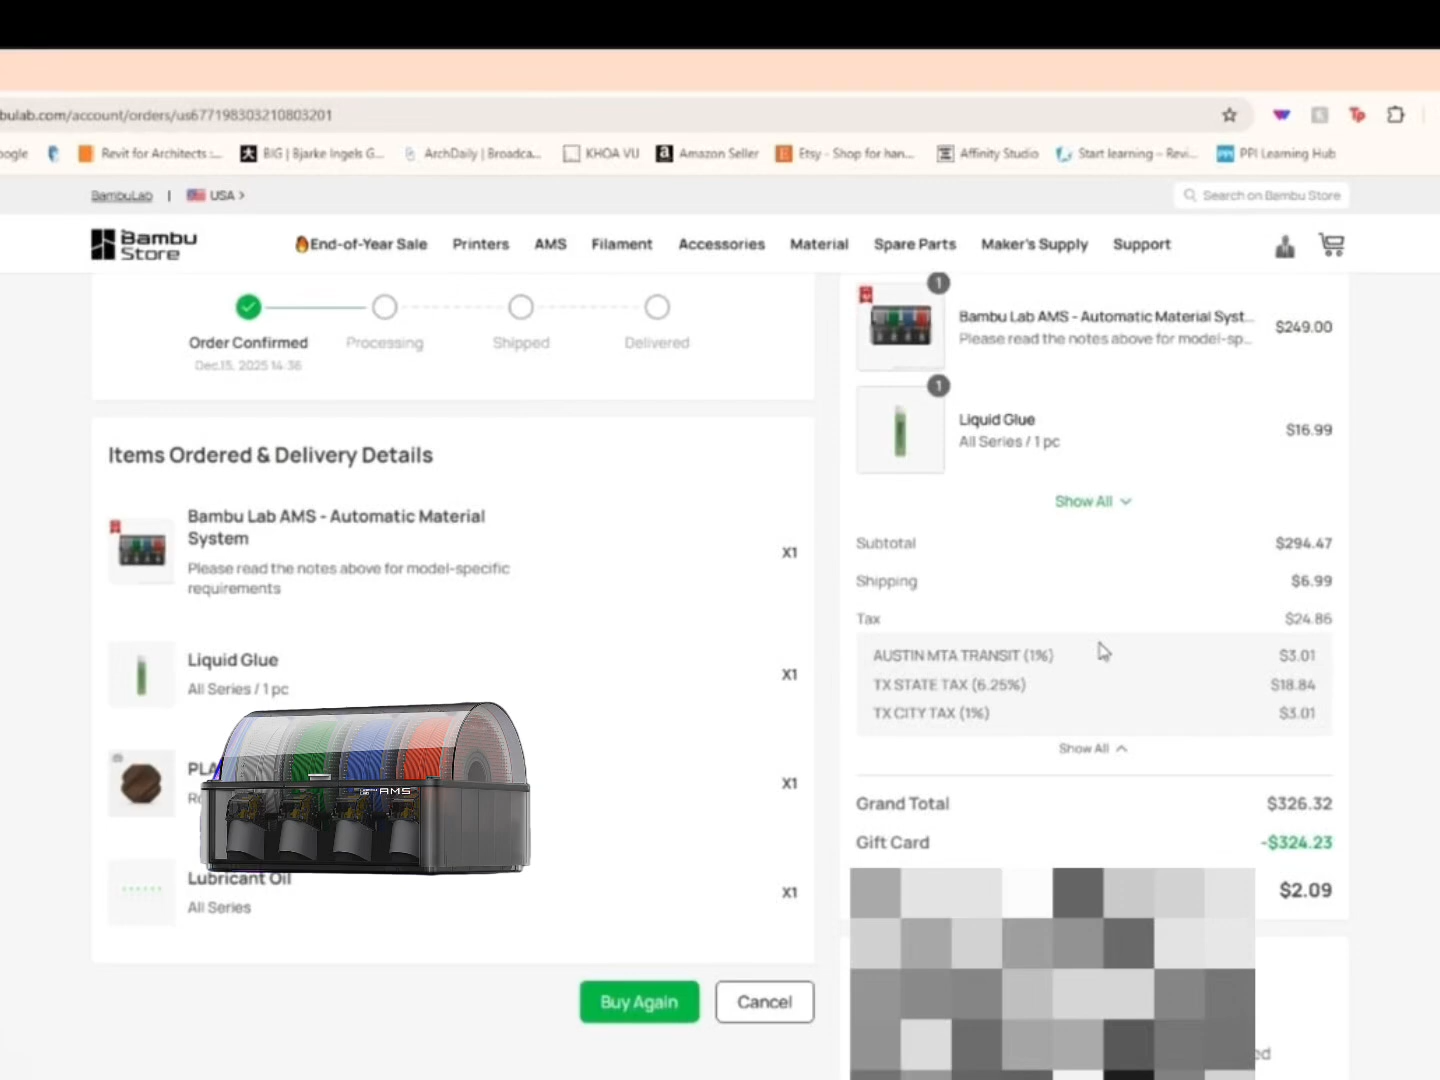 bulab.com/account/orders/us677198303210803201
oogle
Revit for Architects :...
BIG | Bjarke Ingels G...
ArchDaily | Broadca...
KHOA VU
Amazon Seller
Etsy - Shop for han...
Affinity Studio
Start learning – Revi...
PPI Learning Hub
BambuLab | USA >
Search on Bambu Store
Bambu Store
End-of-Year Sale
Printers
AMS
Filament
Accessories
Material
Spare Parts
Maker's Supply
Support
Order Confirmed
Processing
Shipped
Delivered
Dec.15, 2025 14:36
Items Ordered & Delivery Details
Bambu Lab AMS - Automatic Material
System
Please read the notes above for model-specific
requirements
X1
Liquid Glue
All Series / 1 pc
X1
PLA
X1
AMS
Lubricant Oil
All Series
X1
Buy Again
Cancel
1
Bambu Lab AMS - Automatic Material Syst...
Please read the notes above for model-sp...
$249.00
1
Liquid Glue
All Series / 1 pc
$16.99
Show All
Subtotal $294.47
Shipping $6.99
Tax $24.86
AUSTIN MTA TRANSIT (1%) $3.01
TX STATE TAX (6.25%) $18.84
TX CITY TAX (1%) $3.01
Show All
Grand Total $326.32
Gift Card -$324.23
$2.09
ed